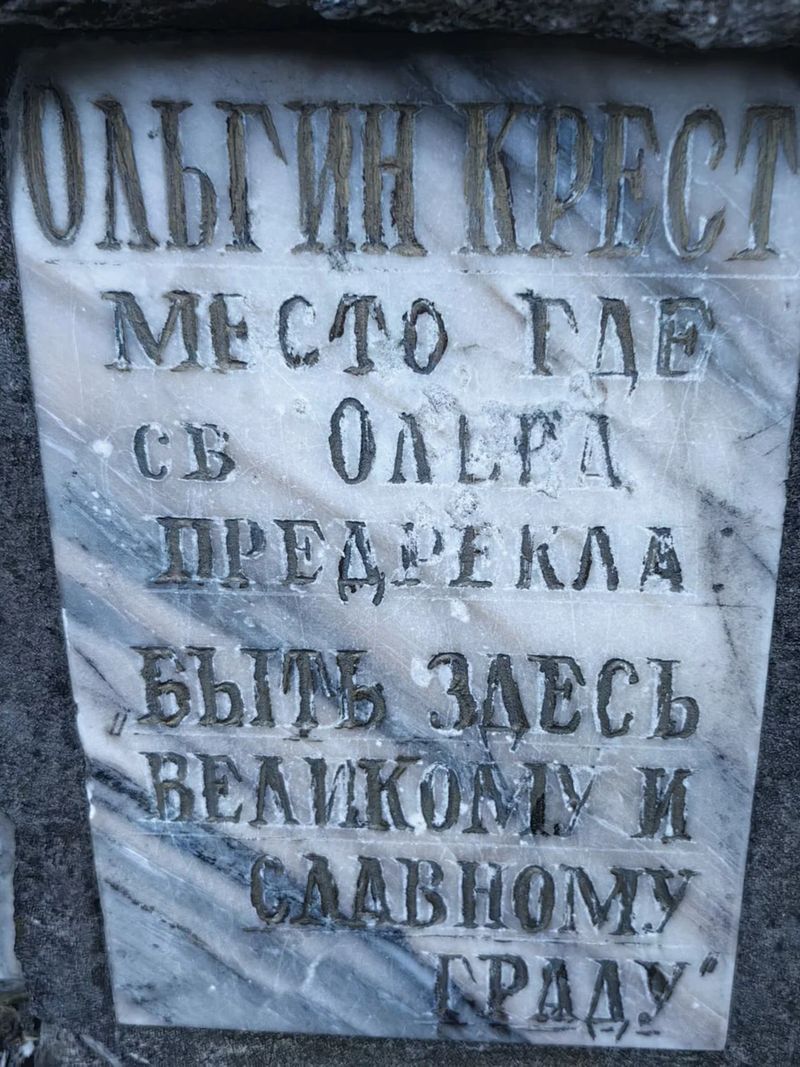 ОЛЬГИН КРЕСТ
МЕСТО ГДЕ
СВ ОЛЬГА
ПРЕДРЕКЛА
„БЫТЬ ЗДЕСЬ
ВЕЛИКОМУ И
СЛАВНОМУ
ГРАДУ"